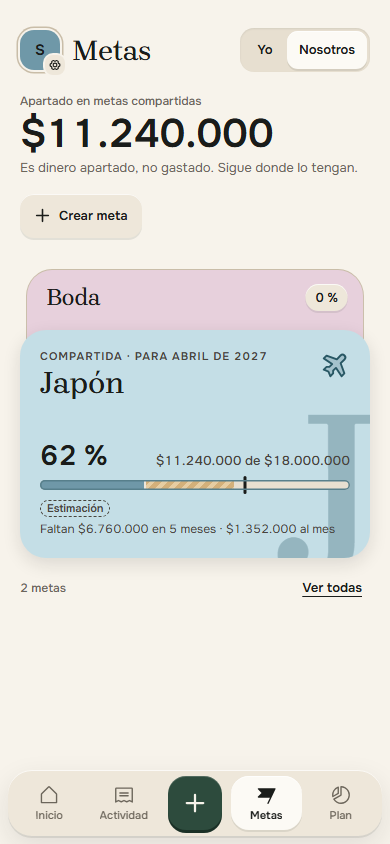 S
Metas
Yo
Nosotros
Apartado en metas compartidas
$11.240.000
Es dinero apartado, no gastado. Sigue donde lo tengan.
Crear meta
Boda
0 %
COMPARTIDA · PARA ABRIL DE 2027
Japón
J
62 %
$11.240.000 de $18.000.000
Estimación
Faltan $6.760.000 en 5 meses · $1.352.000 al mes
2 metas
Ver todas
Inicio
Actividad
Metas
Plan